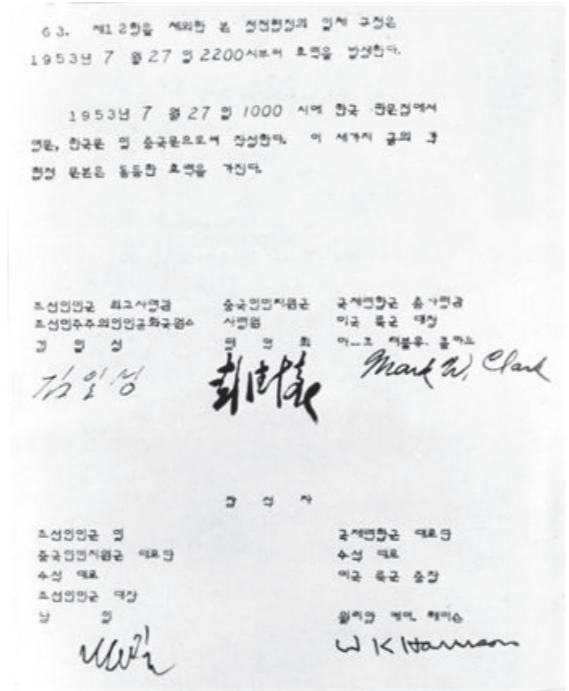 63. 제12항을 제외한 본 정전협정의 일체 규정은
1953년 7 월 27 일 2200시부터 효력을 발생한다.
1953년 7 월 27 일 1000 시에 한국 판문점에서
영문, 한국문 및 중국문으로써 작성한다. 이 세가지 글의 각
협정 문본은 동등한 효력을 가진다.
조선인민군 최고사령관
조선민주주의인민공화국원수
김 일 성
김일성
중국인민지원군
사령원
팽 덕 회
彭德懷
국제련합군 총사령관
미국 륙군 대장
마-크 더블유. 클라크
Mark W. Clark
참 석 자
조선인민군 및
중국인민지원군 대표단
수석 대표
조선인민군 대장
남 일
국제련합군 대표단
수석 대표
미국 륙군 중장
윌리암 케이. 해리슨
W K Harrison